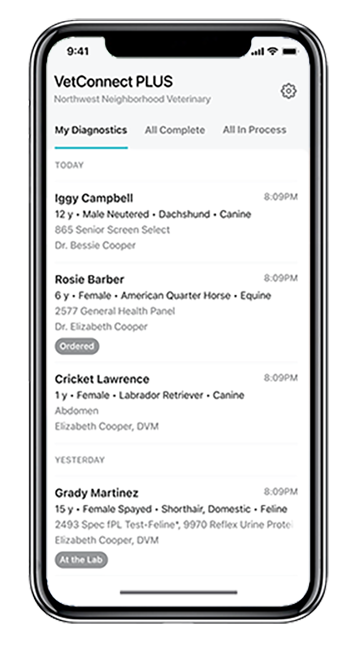 9:41
VetConnect PLUS
Northwest Neighborhood Veterinary
My Diagnostics All Complete All In Process
TODAY
Iggy Campbell 8:09PM
12 y • Male Neutered • Dachshund • Canine
865 Senior Screen Select
Dr. Bessie Cooper
Rosie Barber 8:09PM
6 y • Female • American Quarter Horse • Equine
2577 General Health Panel
Dr. Elizabeth Cooper
Ordered
Cricket Lawrence 8:09PM
1 y • Female • Labrador Retriever • Canine
Abdomen
Elizabeth Cooper, DVM
YESTERDAY
Grady Martinez 8:09PM
15 y • Female Spayed • Shorthair, Domestic • Feline
2493 Spec fPL Test-Feline*, 9970 Reflex Urine Prote
Elizabeth Cooper, DVM
At the Lab